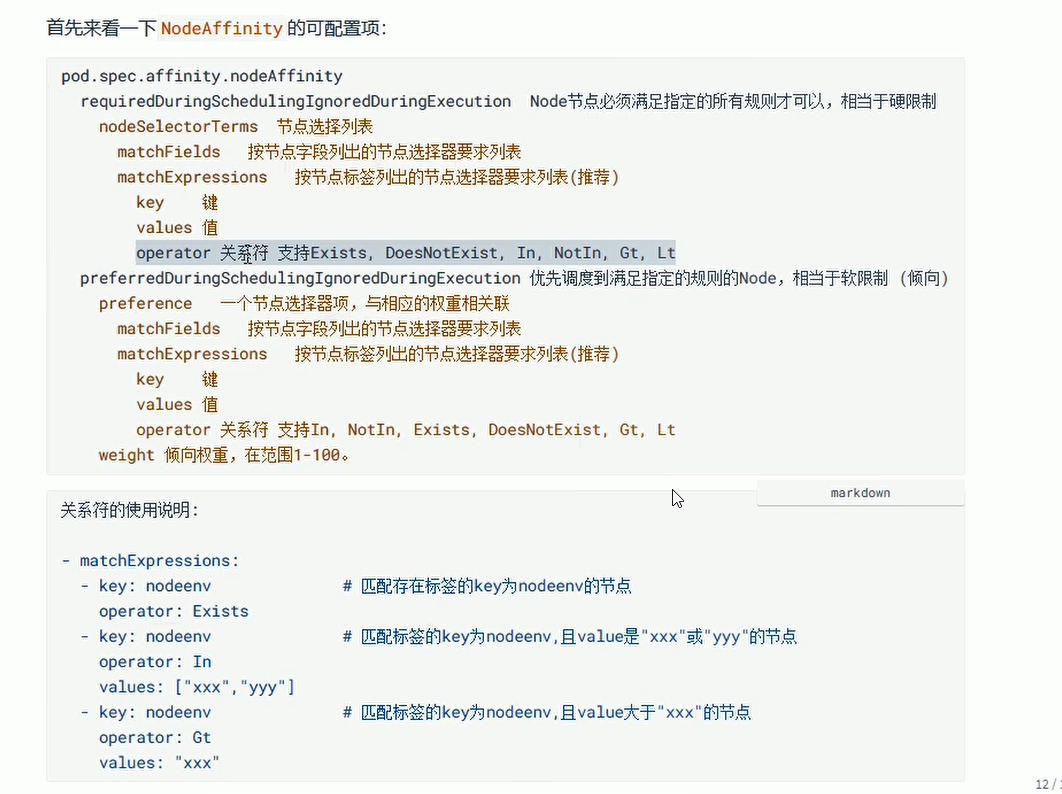 首先来看一下 NodeAffinity 的可配置项:
pod.spec.affinity.nodeAffinity
requiredDuringSchedulingIgnoredDuringExecution Node节点必须满足指定的所有规则才可以，相当于硬限制
nodeSelectorTerms 节点选择列表
matchFields 按节点字段列出的节点选择器要求列表
matchExpressions 按节点标签列出的节点选择器要求列表(推荐)
key 键
values 值
operator 关系符 支持Exists, DoesNotExist, In, NotIn, Gt, Lt
preferredDuringSchedulingIgnoredDuringExecution 优先调度到满足指定的规则的Node，相当于软限制 (倾向)
preference 一个节点选择器项，与相应的权重相关联
matchFields 按节点字段列出的节点选择器要求列表
matchExpressions 按节点标签列出的节点选择器要求列表(推荐)
key 键
values 值
operator 关系符 支持In, NotIn, Exists, DoesNotExist, Gt, Lt
weight 倾向权重，在范围1-100。
markdown
关系符的使用说明:
- matchExpressions:
- key: nodeenv # 匹配存在标签的key为nodeenv的节点
operator: Exists
- key: nodeenv # 匹配标签的key为nodeenv,且value是"xxx"或"yyy"的节点
operator: In
values: ["xxx","yyy"]
- key: nodeenv # 匹配标签的key为nodeenv,且value大于"xxx"的节点
operator: Gt
values: "xxx"
12 /